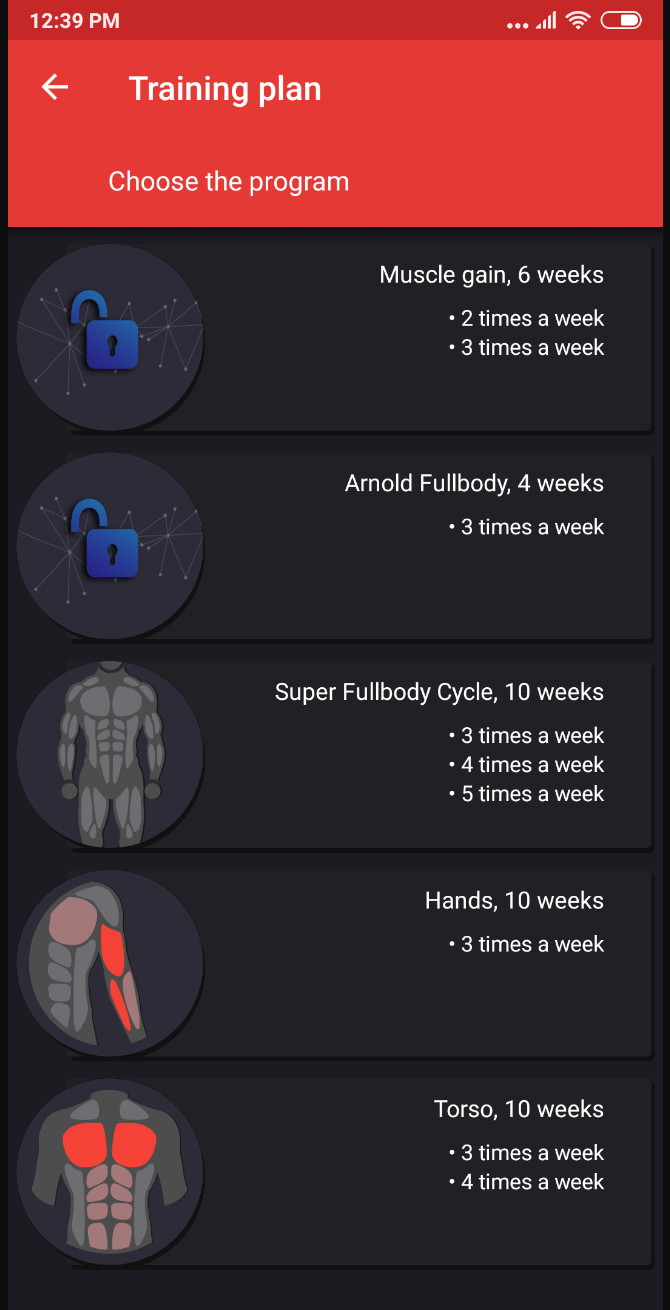 12:39 PM
Training plan
Choose the program
Muscle gain, 6 weeks
• 2 times a week
• 3 times a week
Arnold Fullbody, 4 weeks
• 3 times a week
Super Fullbody Cycle, 10 weeks
• 3 times a week
• 4 times a week
• 5 times a week
Hands, 10 weeks
• 3 times a week
Torso, 10 weeks
• 3 times a week
• 4 times a week